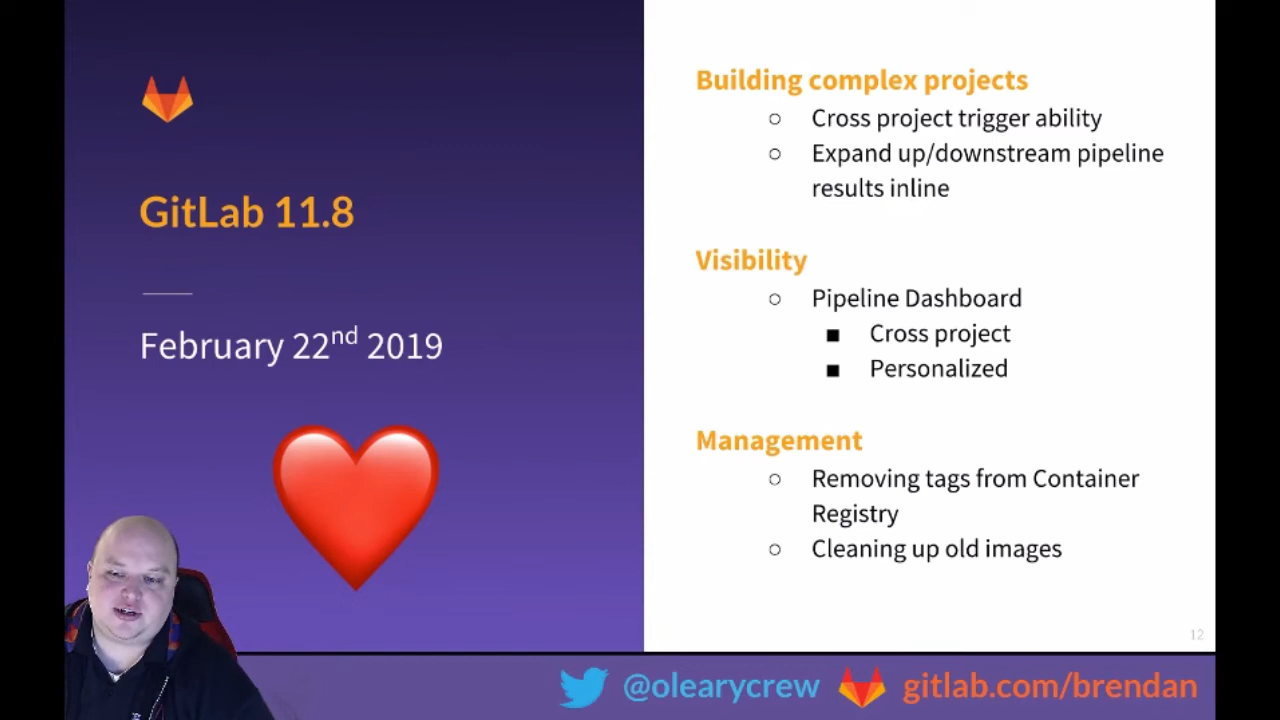 GitLab 11.8
February 22nd 2019
Building complex projects
Cross project trigger ability
Expand up/downstream pipeline
results inline
Visibility
Pipeline Dashboard
Cross project
Personalized
Management
Removing tags from Container
Registry
Cleaning up old images
12
@olearycrew
gitlab.com/brendan